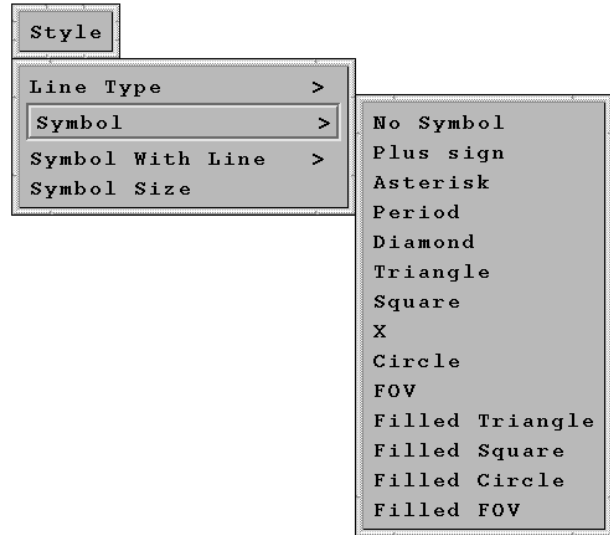 Style
Line Type >
Symbol >
Symbol With Line >
Symbol Size
No Symbol
Plus sign
Asterisk
Period
Diamond
Triangle
Square
X
Circle
FOV
Filled Triangle
Filled Square
Filled Circle
Filled FOV